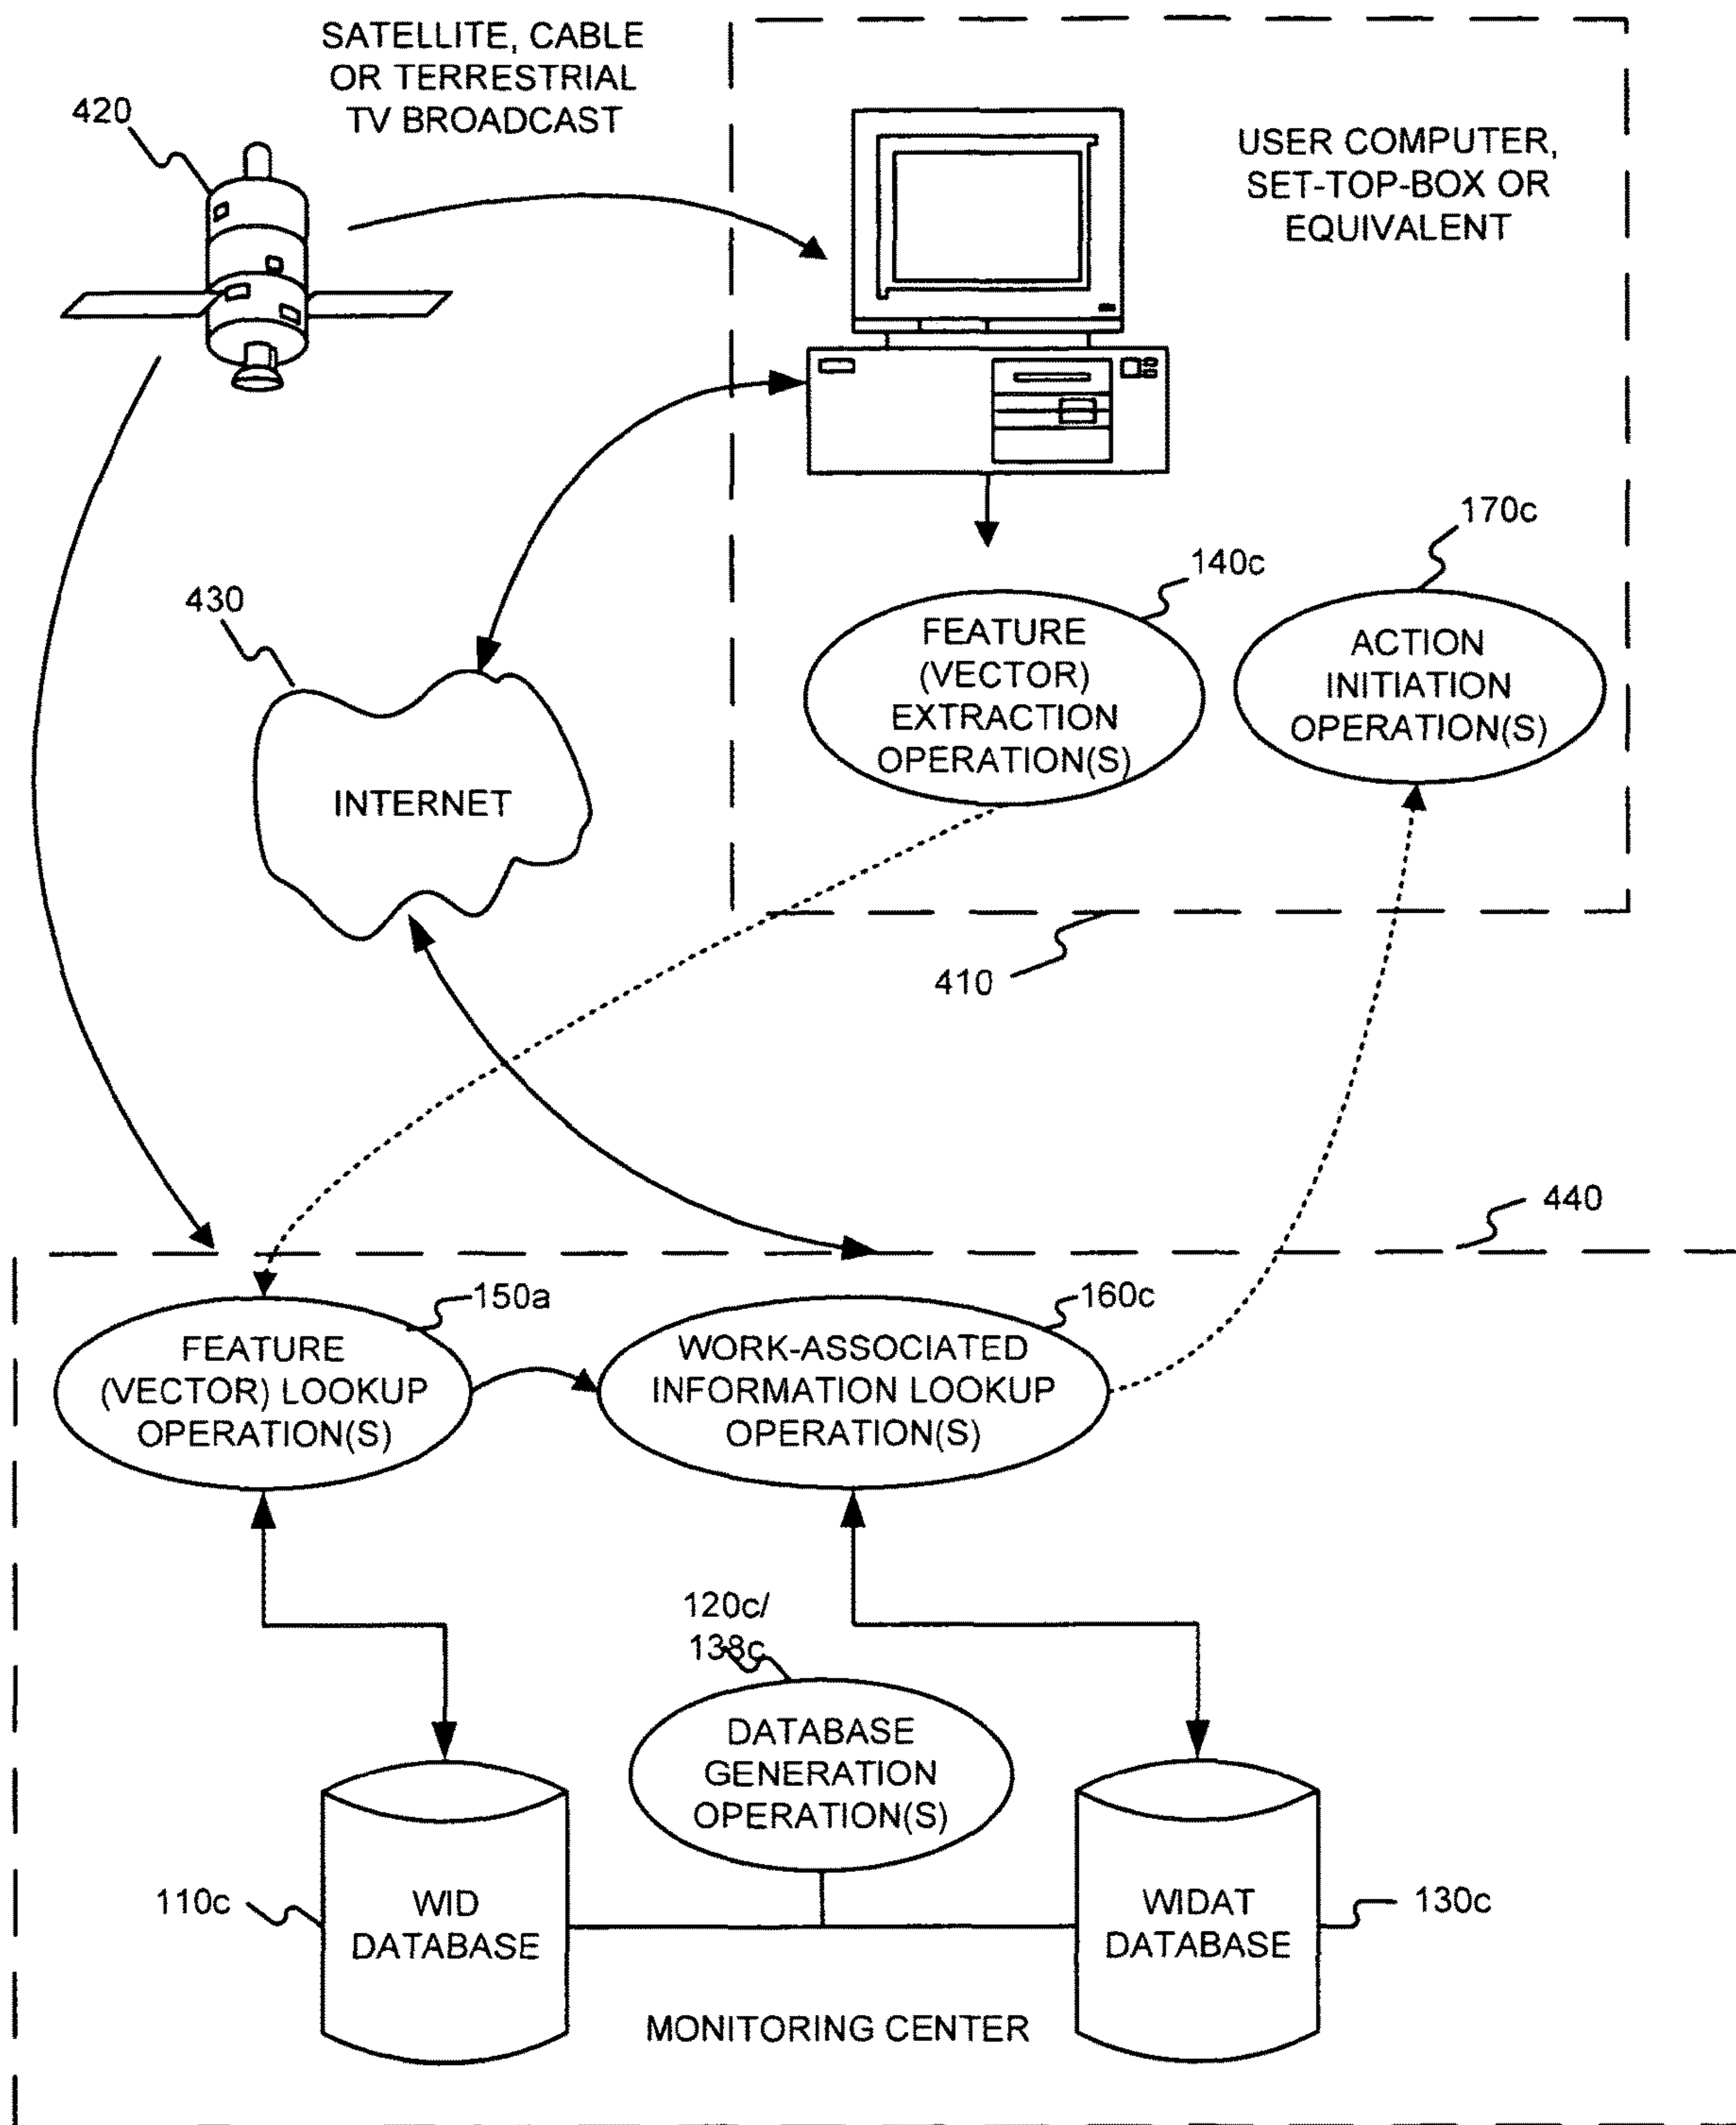 SATELLITE, CABLE
OR TERRESTRIAL
TV BROADCAST
420
USER COMPUTER,
SET-TOP-BOX OR
EQUIVALENT
170c
140c
430
FEATURE
(VECTOR)
EXTRACTION
OPERATION(S)
ACTION
INITIATION
OPERATION(S)
INTERNET
410
440
150a
160c
FEATURE
(VECTOR) LOOKUP
OPERATION(S)
WORK-ASSOCIATED
INFORMATION LOOKUP
OPERATION(S)
120c/
138c
DATABASE
GENERATION
OPERATION(S)
110c
WID
DATABASE
WIDAT
DATABASE
130c
MONITORING CENTER